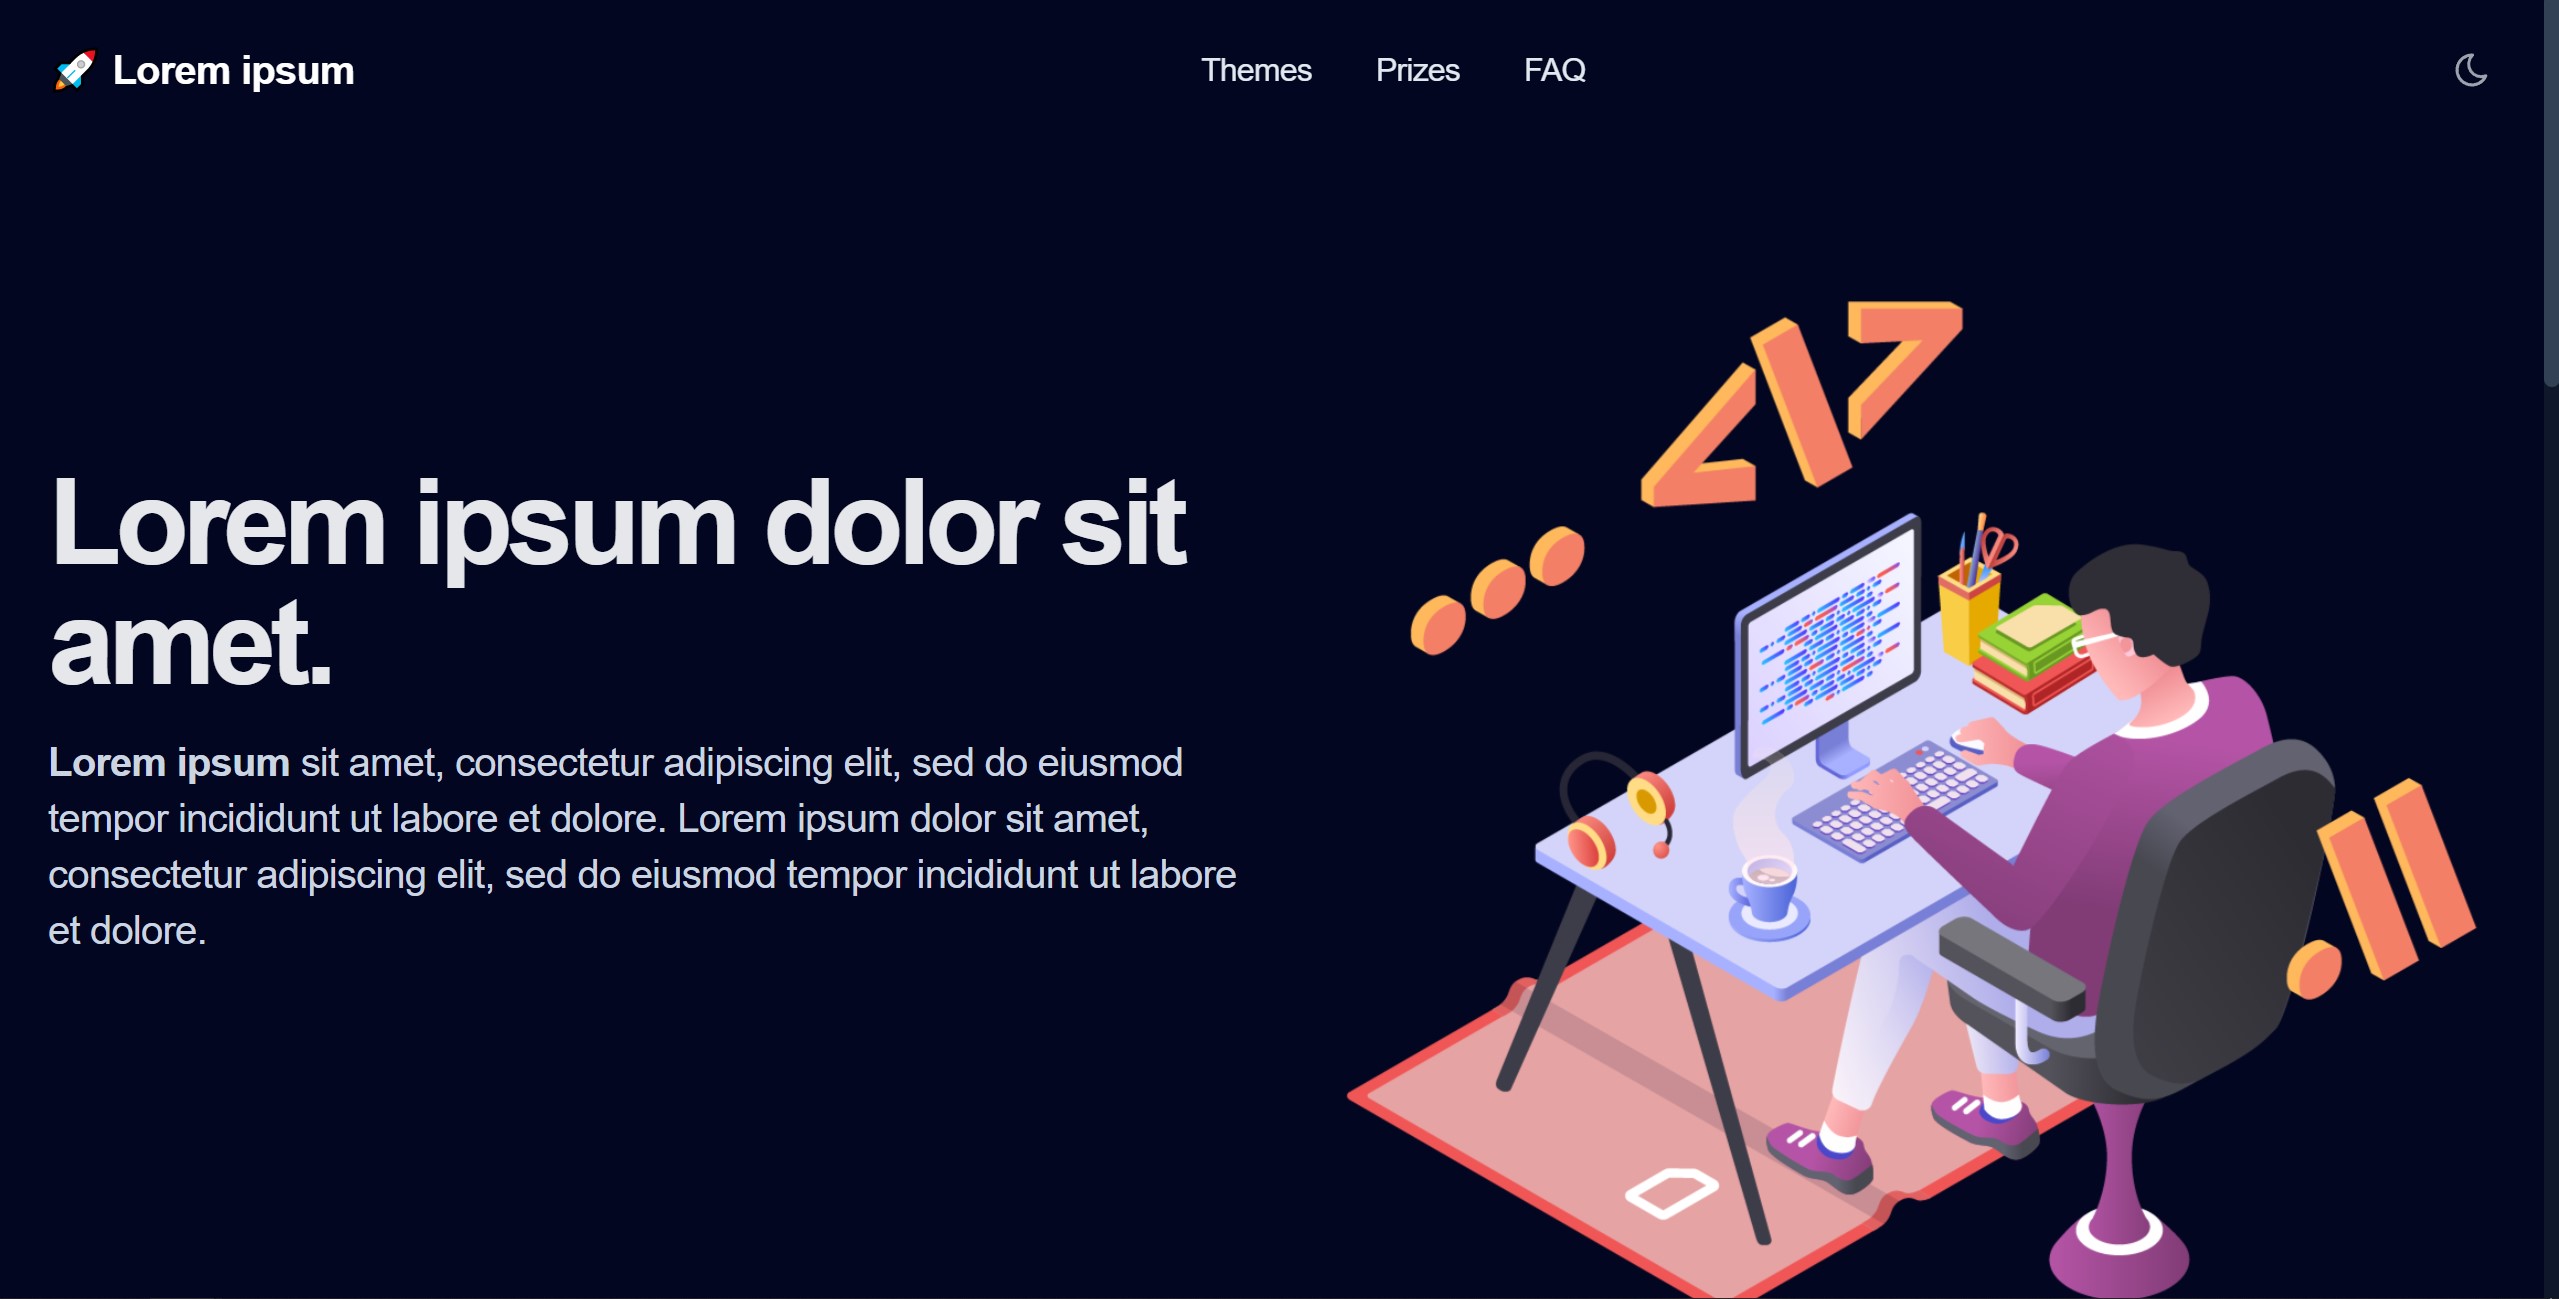 Lorem ipsum
Themes Prizes FAQ
Lorem ipsum dolor sit
amet.
Lorem ipsum sit amet, consectetur adipiscing elit, sed do eiusmod
tempor incididunt ut labore et dolore. Lorem ipsum dolor sit amet,
consectetur adipiscing elit, sed do eiusmod tempor incididunt ut labore
et dolore.